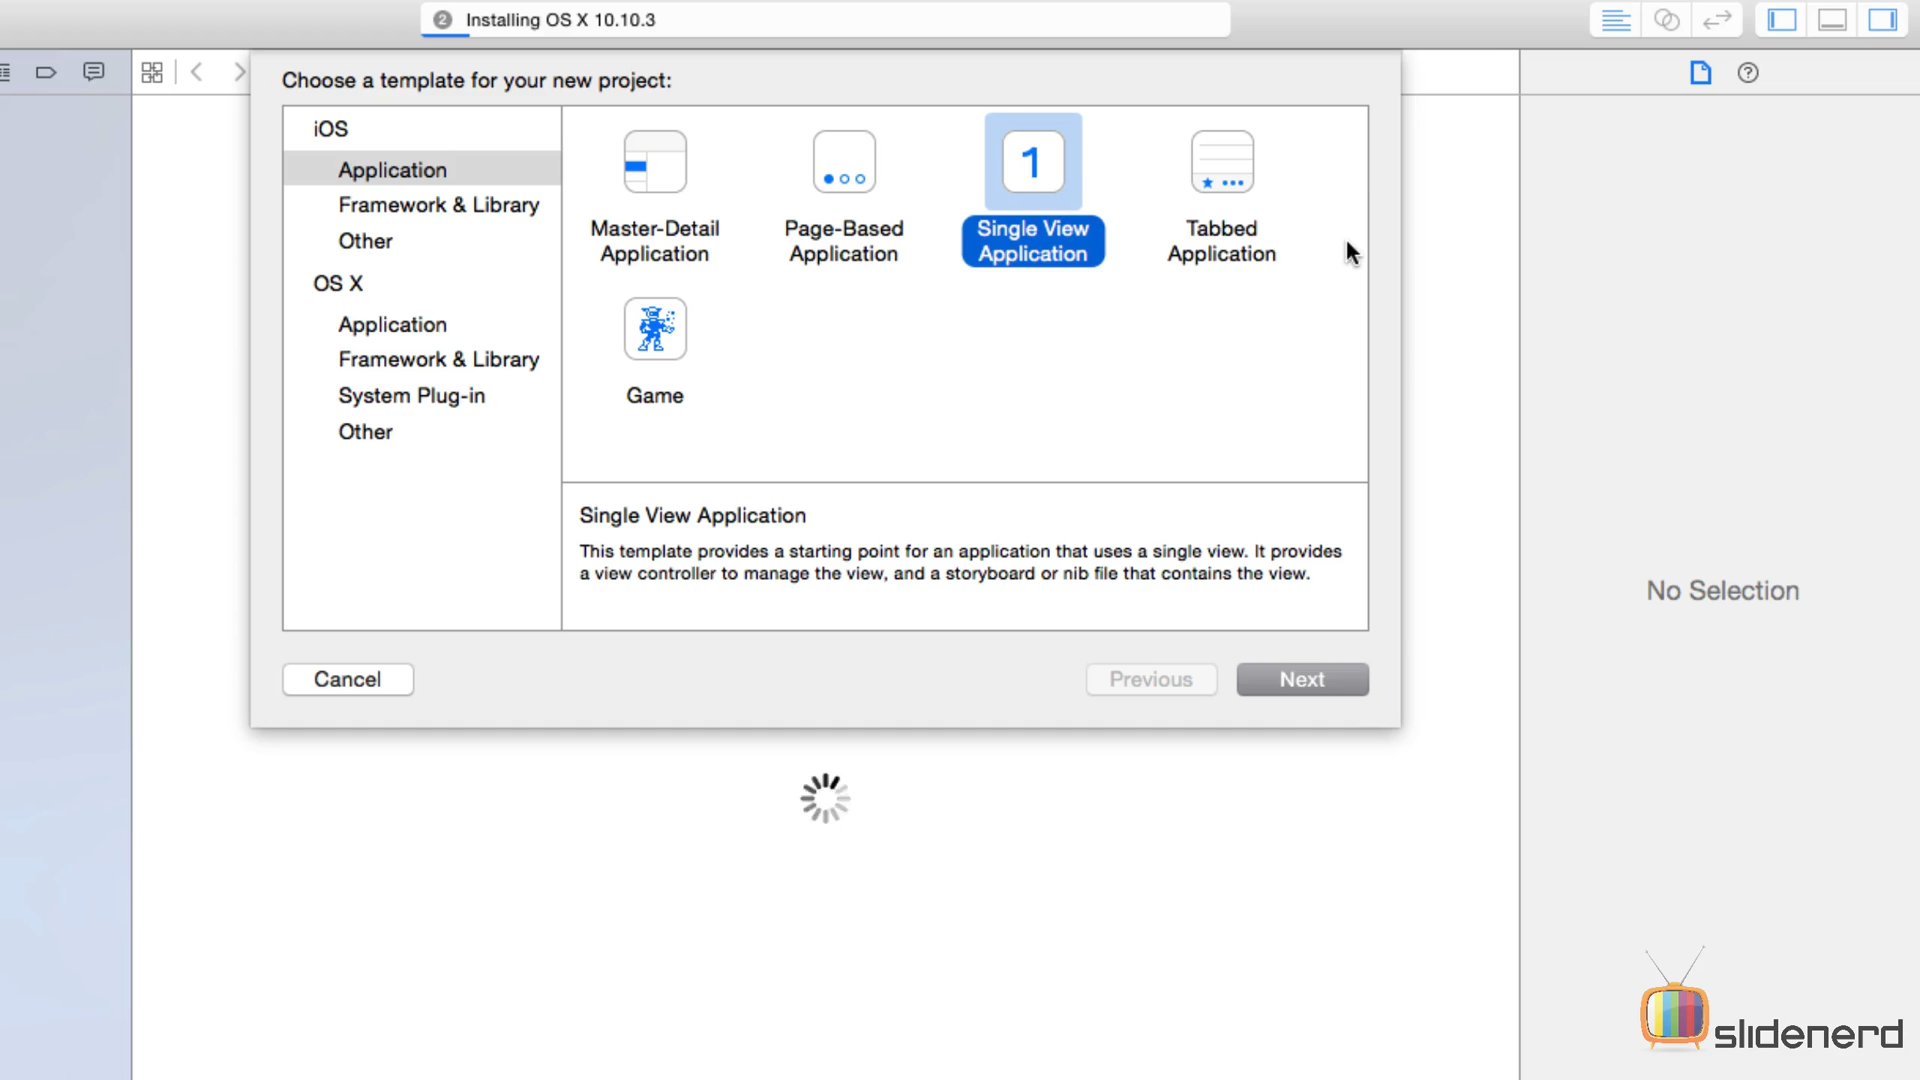 2 Installing OS X 10.10.3
Choose a template for your new project:
iOS
Application
Framework & Library
Other
OS X
Application
Framework & Library
System Plug-in
Other
Master-Detail
Application
Page-Based
Application
1
Single View
Application
Tabbed
Application
Game
Single View Application
This template provides a starting point for an application that uses a single view. It provides
a view controller to manage the view, and a storyboard or nib file that contains the view.
Cancel
Previous
Next
No Selection
slidenerd